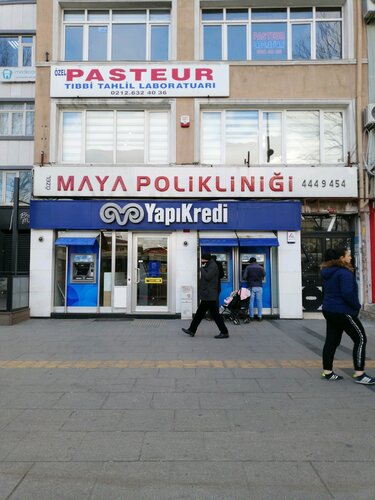 ÖZEL PASTEUR
TIBBİ TAHLİL LABORATUARI
0212.632 40 36
PASTEUR
ÖZEL MAYA POLİKLİNİĞİ 444 9 454
YapıKredi